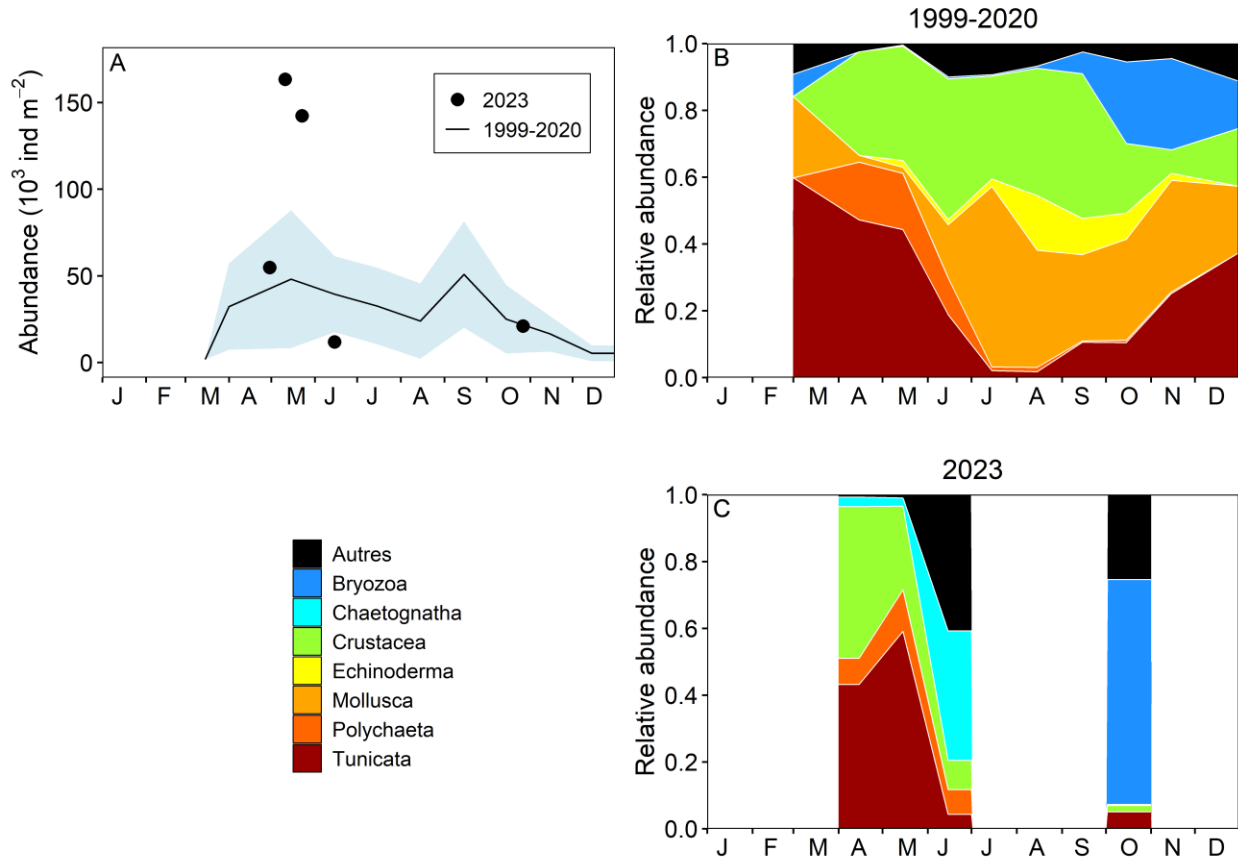 A
Abundance (10³ ind m⁻²)
150
100
50
0
J F M A M J J A S O N D
2023
1999-2020
1999-2020
B
Relative abundance
1.0
0.8
0.6
0.4
0.2
0.0
J F M A M J J A S O N D
Autres
Bryozoa
Chaetognatha
Crustacea
Echinoderma
Mollusca
Polychaeta
Tunicata
2023
C
Relative abundance
1.0
0.8
0.6
0.4
0.2
0.0
J F M A M J J A S O N D